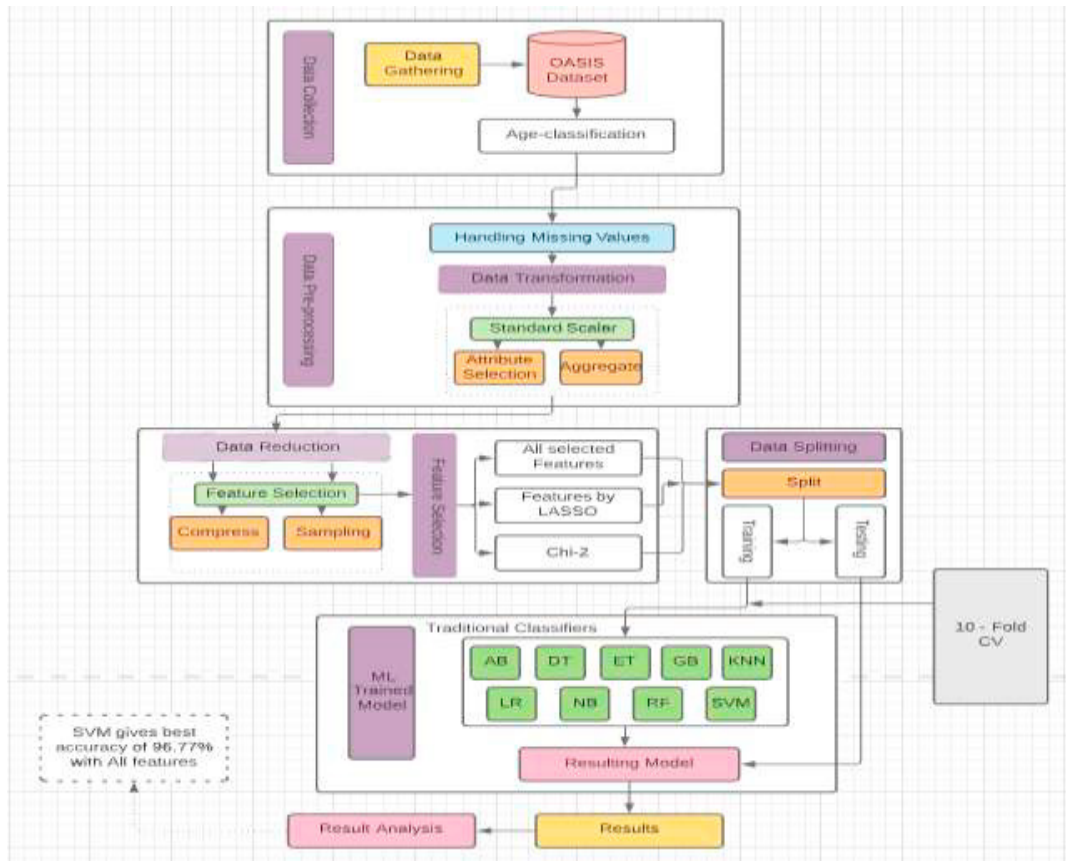 Data Collection
Data
Gathering
OASIS
Dataset
Age-classification
Data Pre-processing
Handling Missing Values
Data Transformation
Standard Scaler
Attribute
Selection
Aggregate
Data Reduction
Feature Selection
Compress
Sampling
Feature Selection
All selected
Features
Features by
LASSO
Chi-2
Data Splitting
Split
Training
Testing
10 - Fold
CV
Traditional Classifiers
ML
Trained
Model
AB
DT
ET
GB
KNN
LR
NB
RF
SVM
Resulting Model
SVM gives best
accuracy of 96.77%
with All features
Result Analysis
Results